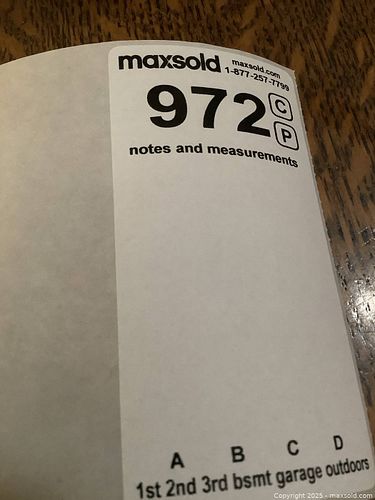 maxsold maxsold.com
1-877-257-7799
972 C
P
notes and measurements
A B C D
1st 2nd 3rd bsmt garage outdoors
Copyright 2025 - maxsold.com